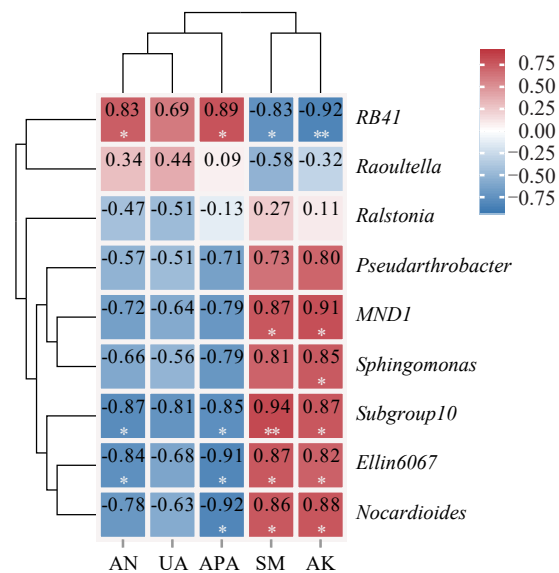 0.83 0.69 0.89 -0.83 -0.92 RB41
* * * **
0.34 0.44 0.09 -0.58 -0.32 Raoultella
-0.47 -0.51 -0.13 0.27 0.11 Ralstonia
-0.57 -0.51 -0.71 0.73 0.80 Pseudarthrobacter
-0.72 -0.64 -0.79 0.87 0.91 MND1
* *
-0.66 -0.56 -0.79 0.81 0.85 Sphingomonas
*
-0.87 -0.81 -0.85 0.94 0.87 Subgroup10
* * ** *
-0.84 -0.68 -0.91 0.87 0.82 Ellin6067
* * * *
-0.78 -0.63 -0.92 0.86 0.88 Nocardioides
* * *
AN UA APA SM AK
0.75
0.50
0.25
0.00
−0.25
−0.50
−0.75